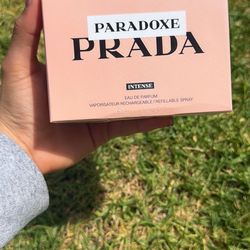 PARADOXE
PRADA
INTENSE
EAU DE PARFUM
VAPORISATEUR RECHARGEABLE / REFILLABLE SPRAY